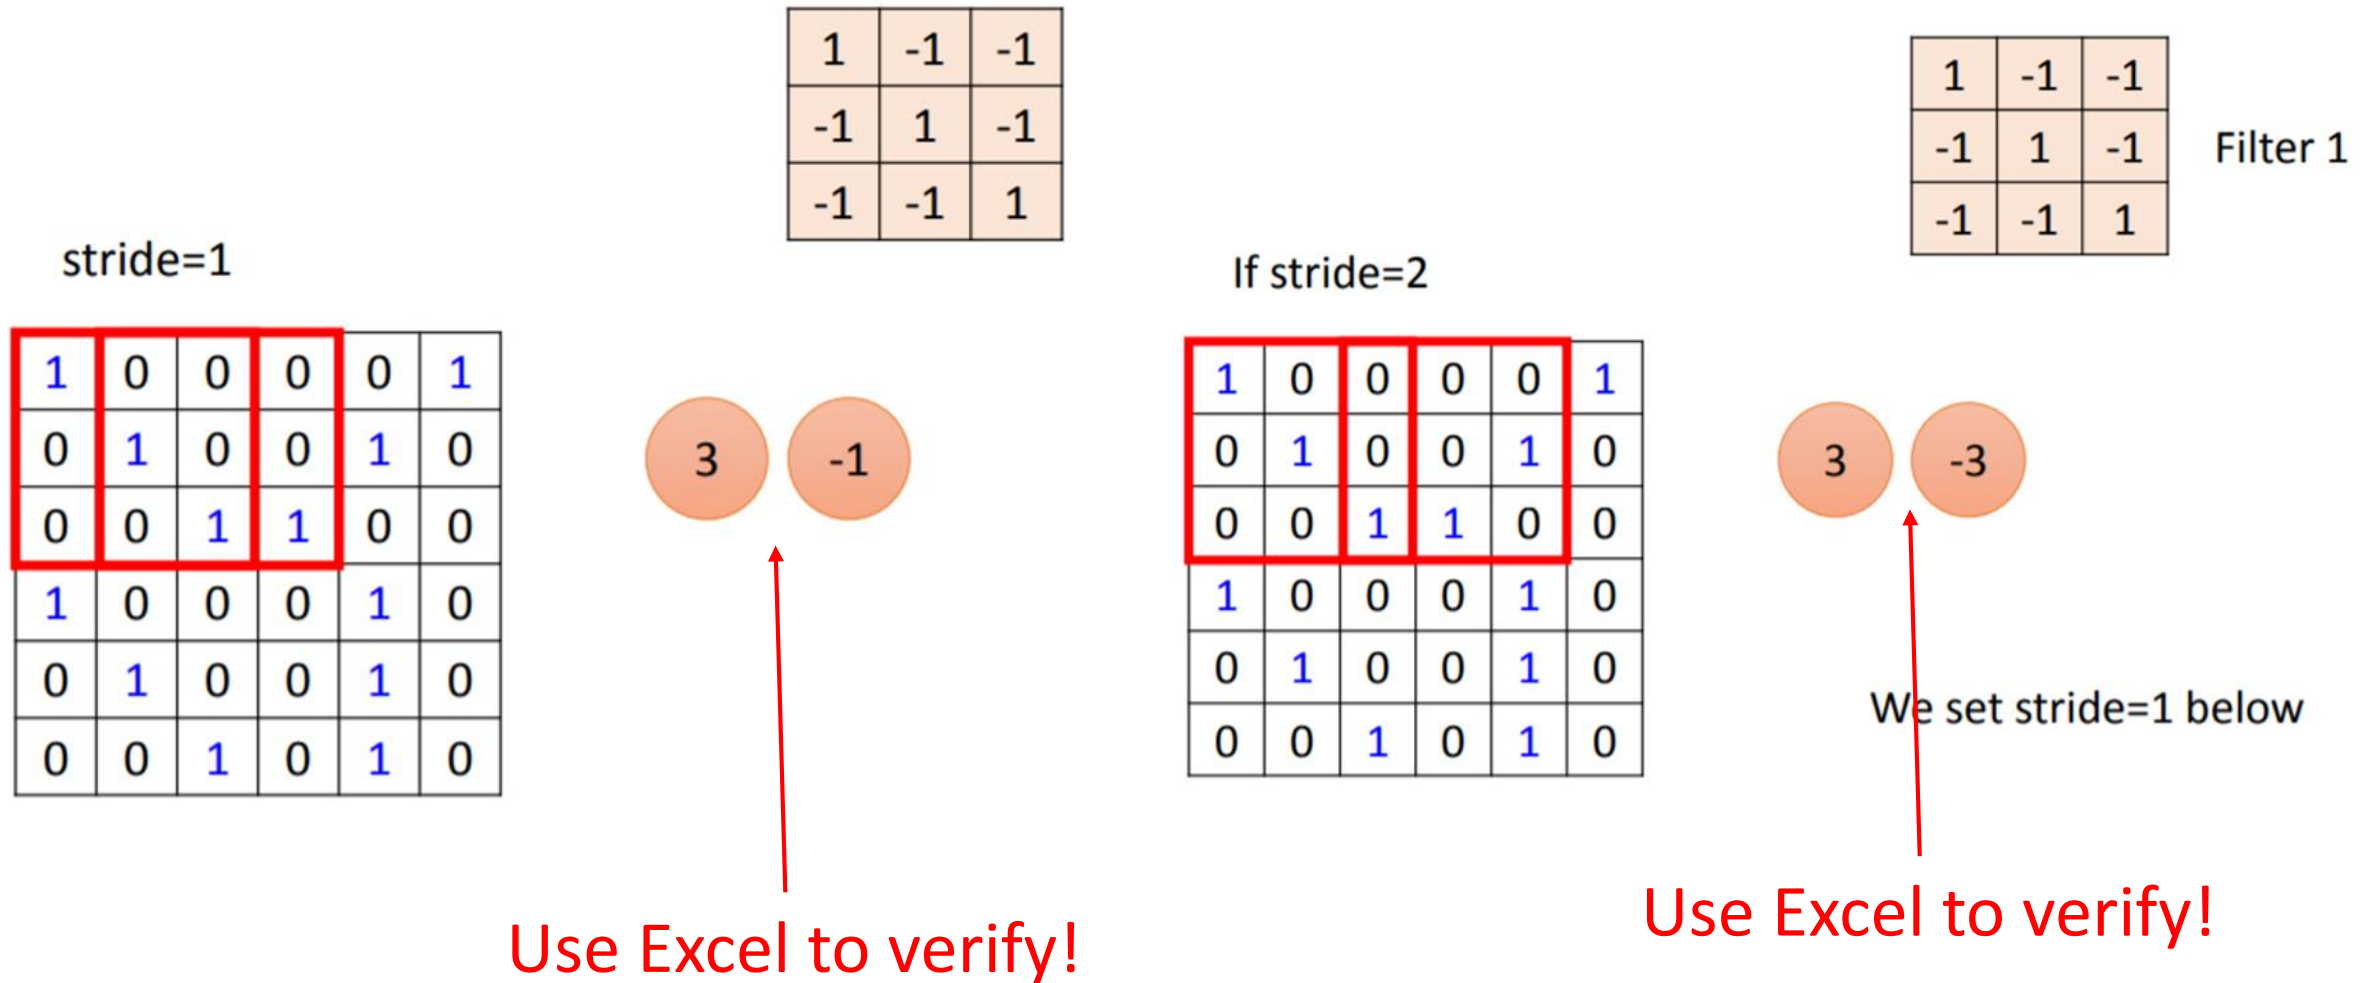 1 -1 -1
-1 1 -1
-1 -1 1
stride=1
1 0 0 0 0 1
0 1 0 0 1 0
0 0 1 1 0 0
1 0 0 0 1 0
0 1 0 0 1 0
0 0 1 0 1 0
3 -1
Use Excel to verify!
1 -1 -1
-1 1 -1
-1 -1 1
Filter 1
If stride=2
1 0 0 0 0 1
0 1 0 0 1 0
0 0 1 1 0 0
1 0 0 0 1 0
0 1 0 0 1 0
0 0 1 0 1 0
3 -3
We set stride=1 below
Use Excel to verify!